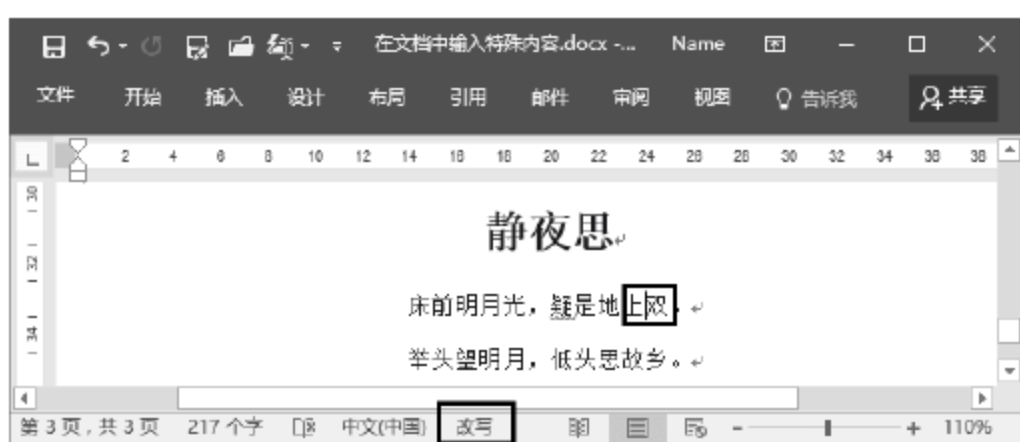 在文档中输入特殊内容.docx -... Name
文件 开始 插入 设计 布局 引用 邮件 审阅 视图 告诉我 共享
2 4 6 8 10 12 14 16 18 20 22 24 26 28 30 32 34 36 38
30
32
34
静夜思
床前明月光，疑是地上双，
举头望明月，低头思故乡。
第 3 页，共 3 页 217 个字 中文(中国) 改写 110%